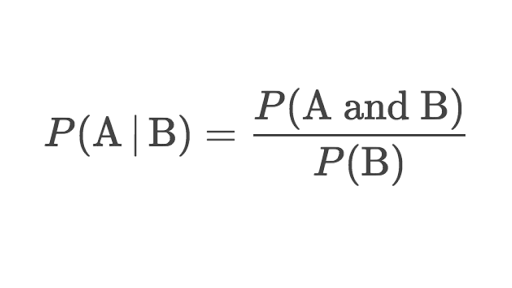 P(A | B) = P(A and B) / P(B)